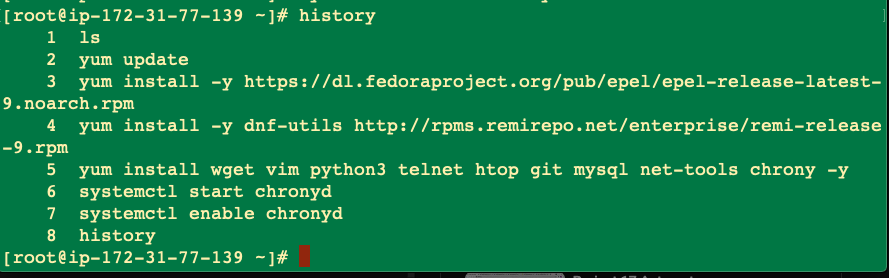 [root@ip-172-31-77-139 ~]# history
1 ls
2 yum update
3 yum install -y https://dl.fedoraproject.org/pub/epel/epel-release-latest-
9.noarch.rpm
4 yum install -y dnf-utils http://rpms.remirepo.net/enterprise/remi-release
-9.rpm
5 yum install wget vim python3 telnet htop git mysql net-tools chrony -y
6 systemctl start chronyd
7 systemctl enable chronyd
8 history
[root@ip-172-31-77-139 ~]#